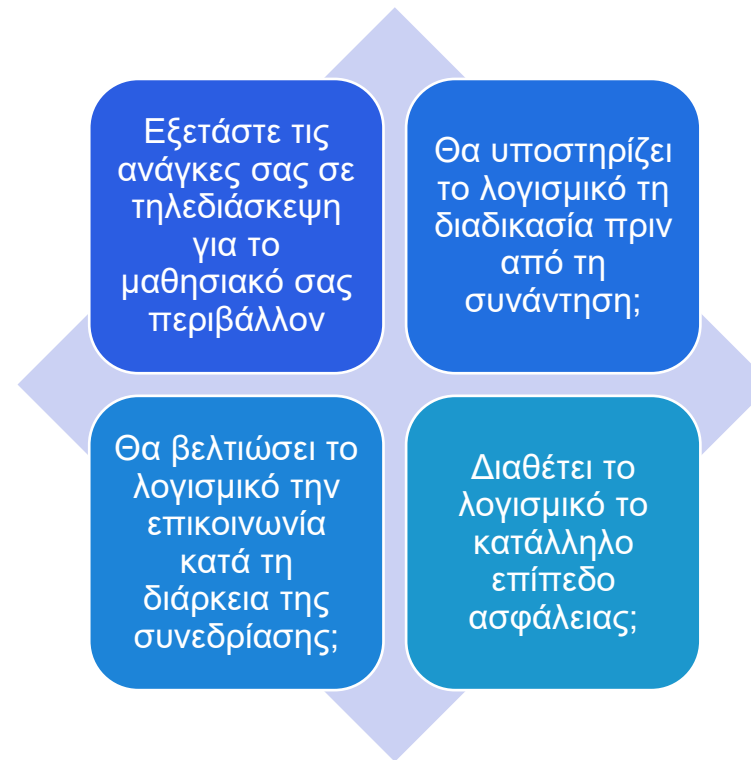 Εξετάστε τις
ανάγκες σας σε
τηλεδιάσκεψη
για το
μαθησιακό σας
περιβάλλον
Θα υποστηρίζει
το λογισμικό τη
διαδικασία πριν
από τη
συνάντηση;
Θα βελτιώσει το
λογισμικό την
επικοινωνία
κατά τη
διάρκεια της
συνεδρίασης;
Διαθέτει το
λογισμικό το
κατάλληλο
επίπεδο
ασφάλειας;